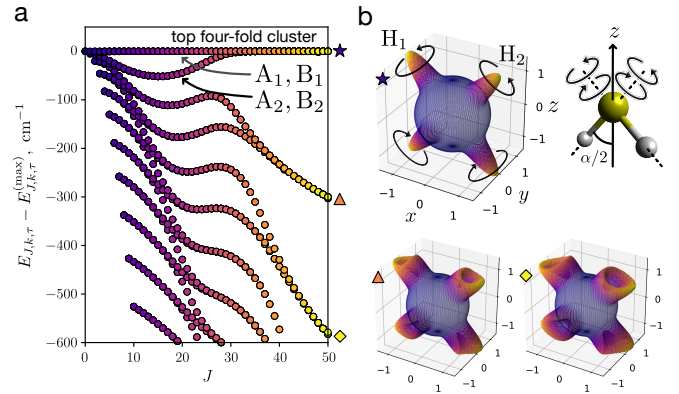 a
top four-fold cluster
A₁, B₁
A₂, B₂
E_{J,k,τ} − E_{J,k,τ}^{(max)}, cm⁻¹
0
−100
−200
−300
−400
−500
−600
0 10 20 30 40 50
J
b
H₁
H₂
1
0
−1
z
−1
0
1
x
−1
0
1
y
z
α/2
1
0
−1
−1
0
1
−1
0
1
1
0
−1
−1
0
1
−1
0
1